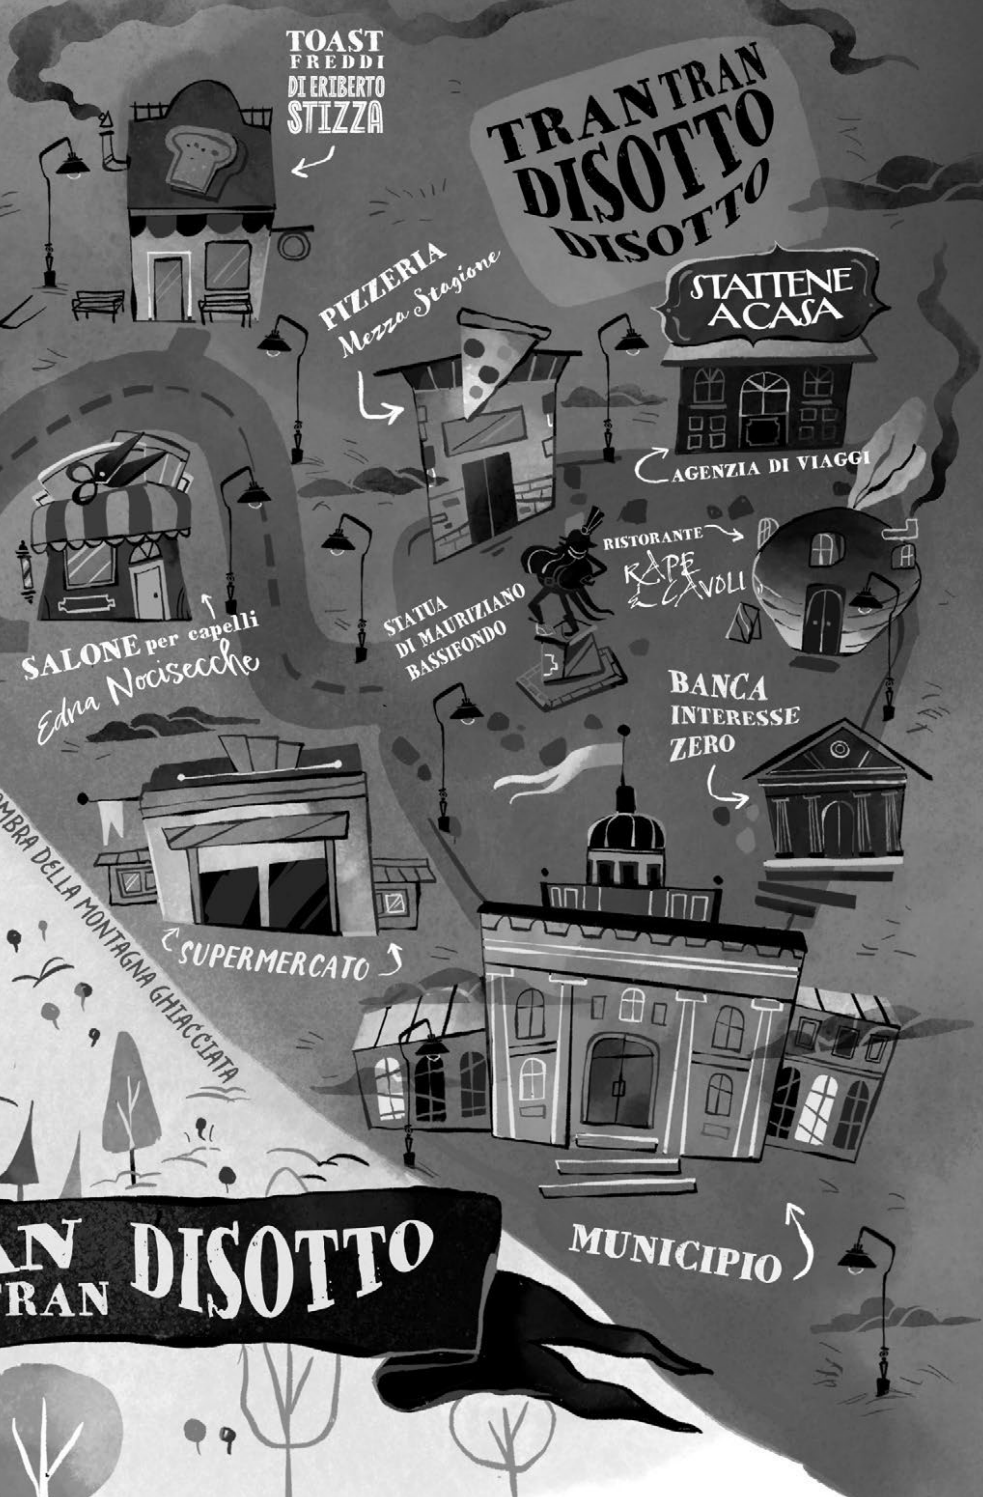 TOAST
FREDDI
DI ERIBERTO
STIZZA
TRAN TRAN
DISOTTO
DISOTTO
PIZZERIA
Mezza Stagione
STATTENE
A CASA
AGENZIA DI VIAGGI
RISTORANTE
RAPE
E CAVOLI
STATUA
DI MAURIZIANO
BASSIFONDO
SALONE per capelli
Edna Nocisecche
BANCA
INTERESSE
ZERO
OMBRA DELLA MONTAGNA GHIACCIATA
SUPERMERCATO
MUNICIPIO
AN DISOTTO
TRAN